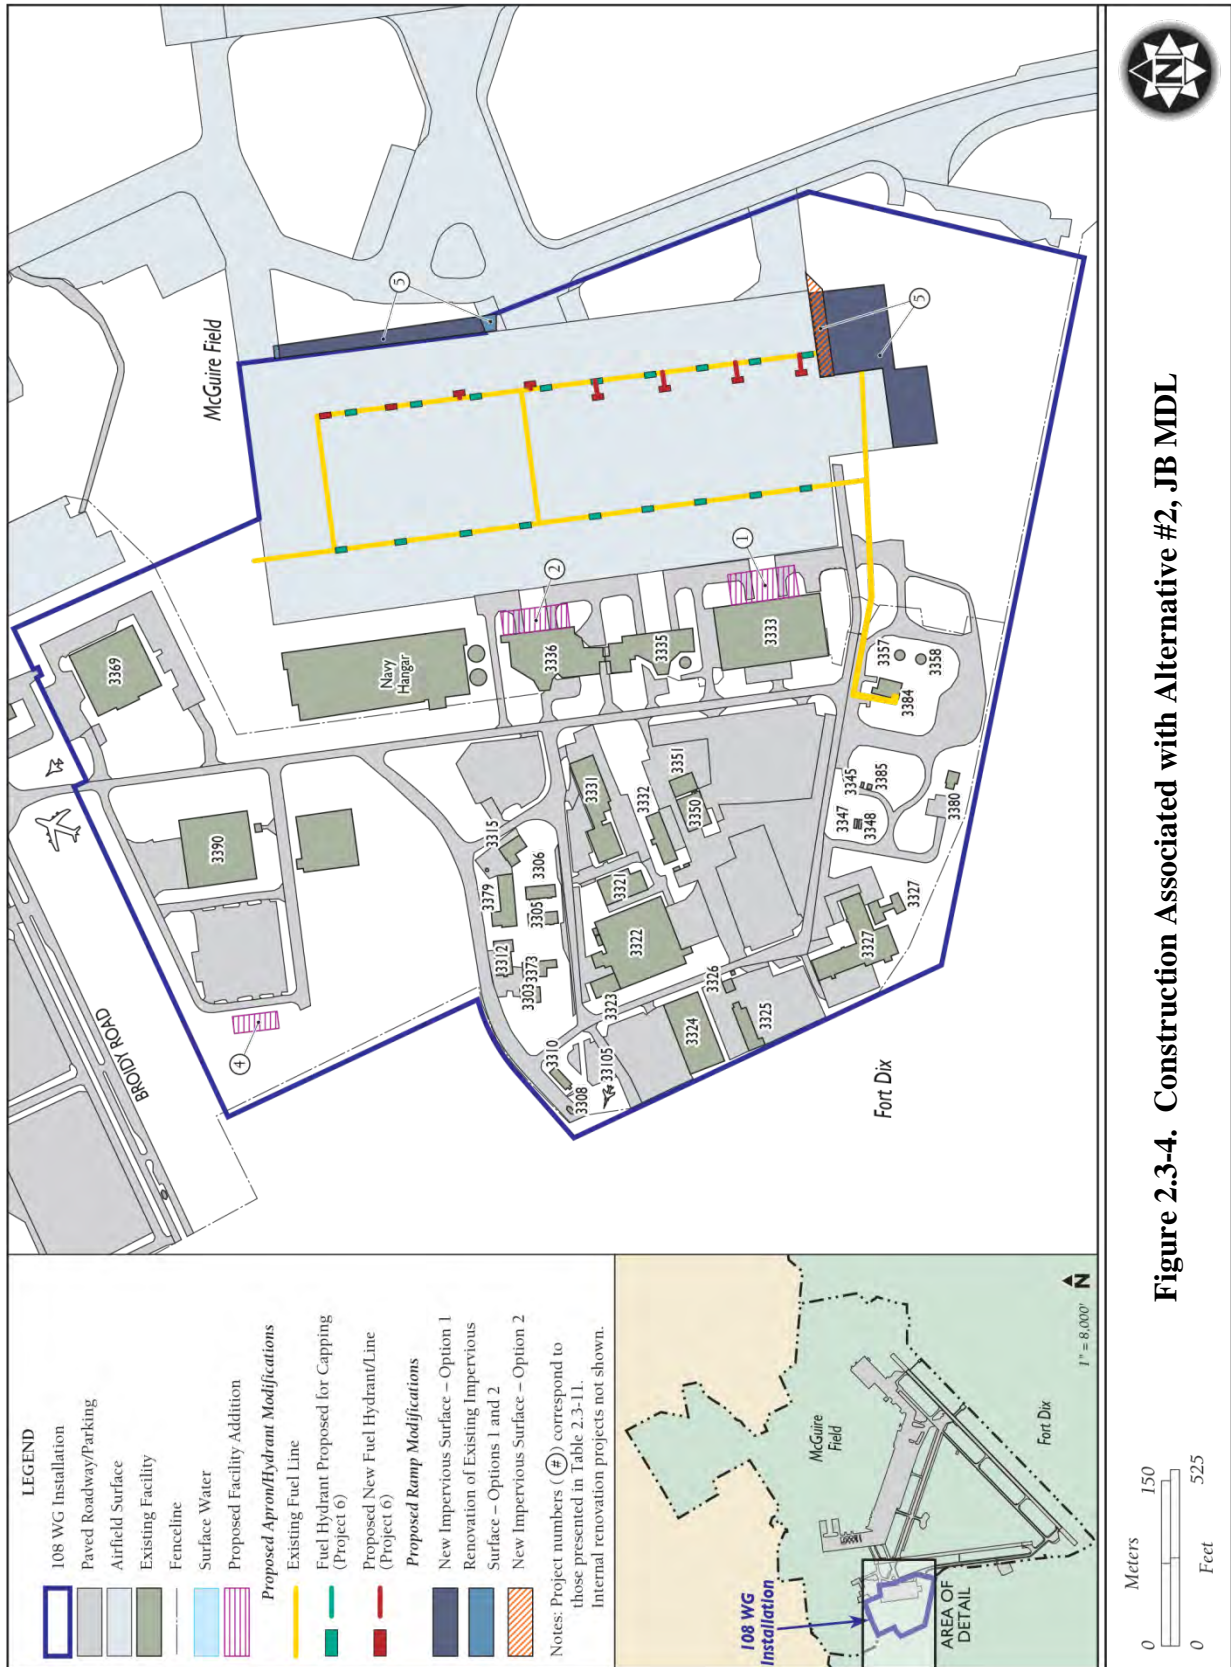 LEGEND
108 WG Installation
Paved Roadway/Parking
Airfield Surface
Existing Facility
Fenceline
Surface Water
Proposed Facility Addition
Proposed Apron/Hydrant Modifications
Existing Fuel Line
Fuel Hydrant Proposed for Capping
(Project 6)
Proposed New Fuel Hydrant/Line
(Project 6)
Proposed Ramp Modifications
New Impervious Surface – Option 1
Renovation of Existing Impervious
Surface – Options 1 and 2
New Impervious Surface – Option 2
Notes: Project numbers (#) correspond to
those presented in Table 2.3-11.
Internal renovation projects not shown.
108 WG
Installation
AREA OF
DETAIL
McGuire
Field
Fort Dix
1" = 8,000'
N
BROIDY ROAD
McGuire Field
3369
3390
4
Navy
Hangar
5
2
3336
3335
1
3333
5
3315
3379
3306
3305
3312
3373
3303
3331
3332
3351
3350
3321
3322
3323
3310
3308
33105
3324
3326
3325
3327
3327
3347
3348
3345
3385
3380
3384
3357
3358
Fort Dix
Meters
0 150
0 525
Feet
Figure 2.3-4. Construction Associated with Alternative #2, JB MDL
N